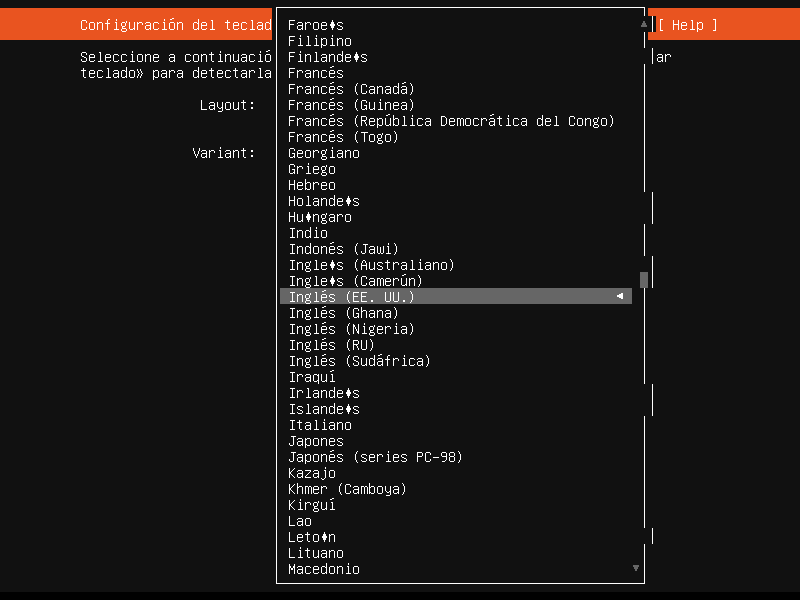 Configuración del teclad
[ Help ]
Seleccione a continuació
ar
teclado» para detectarla
Layout:
Variant:
Faroe♦s
Filipino
Finlande♦s
Francés
Francés (Canadá)
Francés (Guinea)
Francés (República Democrática del Congo)
Francés (Togo)
Georgiano
Griego
Hebreo
Holande♦s
Hu♦ngaro
Indio
Indonés (Jawi)
Ingle♦s (Australiano)
Ingle♦s (Camerún)
Inglés (EE. UU.)
Inglés (Ghana)
Inglés (Nigeria)
Inglés (RU)
Inglés (Sudáfrica)
Iraquí
Irlande♦s
Islande♦s
Italiano
Japones
Japonés (series PC-98)
Kazajo
Khmer (Camboya)
Kirguí
Lao
Leto♦n
Lituano
Macedonio